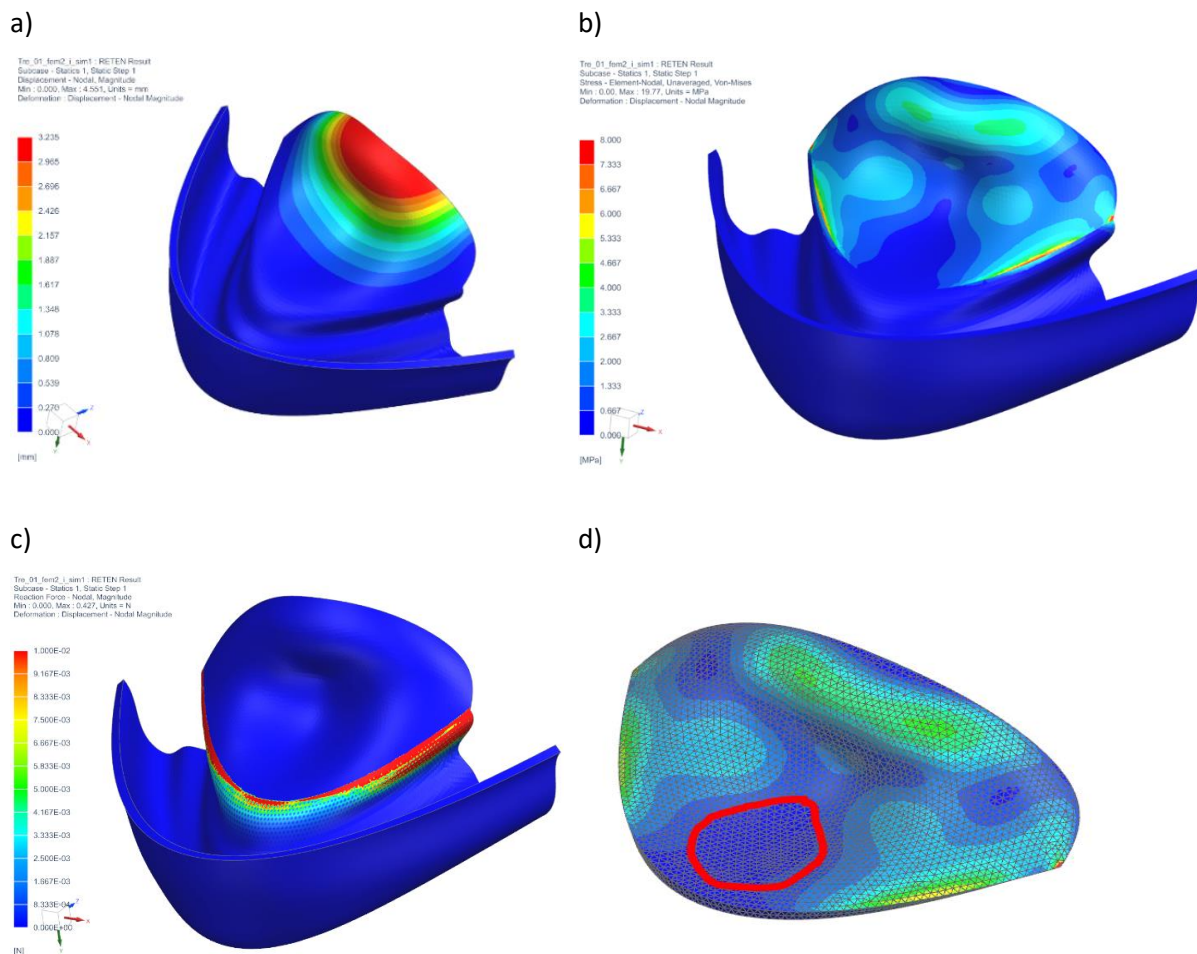 a)
Tre_01_fem2_i_sim1 : RETEN Result
Subcase - Statics 1, Static Step 1
Displacement - Nodal, Magnitude
Min : 0.000, Max : 4.551, Units = mm
Deformation : Displacement - Nodal Magnitude
3.235
2.965
2.696
2.426
2.157
1.887
1.617
1.348
1.078
0.809
0.539
0.270
0.000
[mm]
Z
X
Y
b)
Tre_01_fem2_i_sim1 : RETEN Result
Subcase - Statics 1, Static Step 1
Stress - Element-Nodal, Unaveraged, Von-Mises
Min : 0.00, Max : 19.77, Units = MPa
Deformation : Displacement - Nodal Magnitude
8.000
7.333
6.667
6.000
5.333
4.667
4.000
3.333
2.667
2.000
1.333
0.667
0.000
[MPa]
Z
X
Y
c)
Tre_01_fem2_i_sim1 : RETEN Result
Subcase - Statics 1, Static Step 1
Reaction Force - Nodal, Magnitude
Min : 0.000, Max : 0.427, Units = N
Deformation : Displacement - Nodal Magnitude
1.000E-02
9.167E-03
8.333E-03
7.500E-03
6.667E-03
5.833E-03
5.000E-03
4.167E-03
3.333E-03
2.500E-03
1.667E-03
8.333E-04
0.000E+00
[N]
Z
X
Y
d)